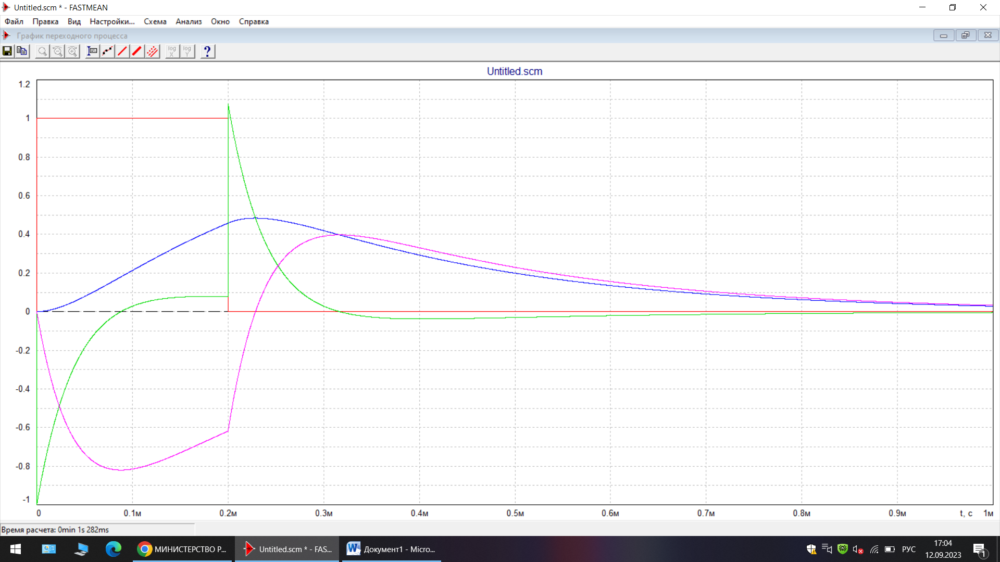 Untitled.scm * - FASTMEAN
Файл Правка Вид Настройки... Схема Анализ Окно Справка
График переходного процесса
log X log Y ?
Untitled.scm
1.2
1
0.8
0.6
0.4
0.2
0
-0.2
-0.4
-0.6
-0.8
-1
0 0.1м 0.2м 0.3м 0.4м 0.5м 0.6м 0.7м 0.8м 0.9м t, с 1м
Время расчета: 0min 1s 282ms
МИНИСТЕРСТВО Р...
Untitled.scm * - FAS...
Документ1 - Micro...
РУС
17:04
12.09.2023
1